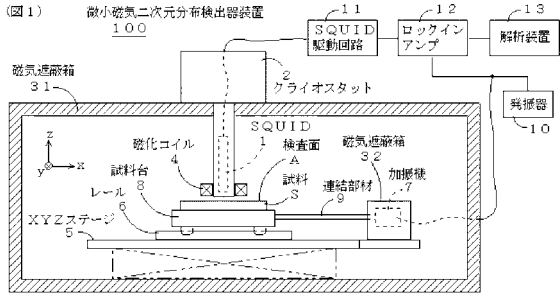 (図1)
微小磁気二次元分布検出器装置
100
11
SQUID
駆動回路
12
ロックイン
アンプ
13
解析装置
発振器
10
磁気遮蔽箱
31
2
クライオスタット
SQUID
1
磁化コイル
4
検査面
A
磁気遮蔽箱
32
試料
S
加振機
7
連結部材
9
試料台
8
レール
6
XYZステージ
5
z
y
x